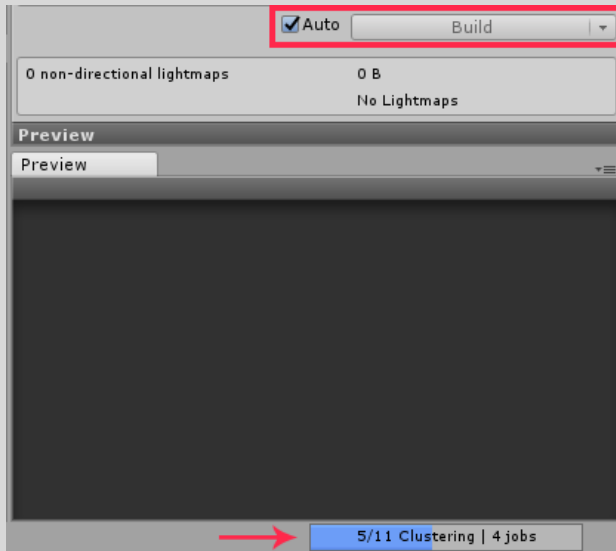 Auto Build
0 non-directional lightmaps 0 B
No Lightmaps
Preview
Preview
5/11 Clustering | 4 jobs